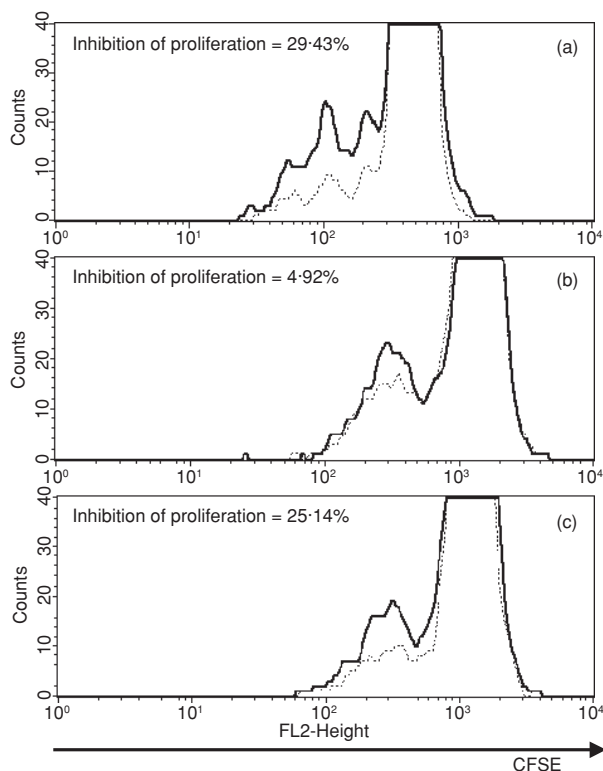 Inhibition of proliferation = 29·43% (a)
Counts
40
30
20
10
0
10⁰ 10¹ 10² 10³ 10⁴
Inhibition of proliferation = 4·92% (b)
Counts
40
30
20
10
0
10⁰ 10¹ 10² 10³ 10⁴
Inhibition of proliferation = 25·14% (c)
Counts
40
30
20
10
0
10⁰ 10¹ 10² 10³ 10⁴
FL2-Height
CFSE